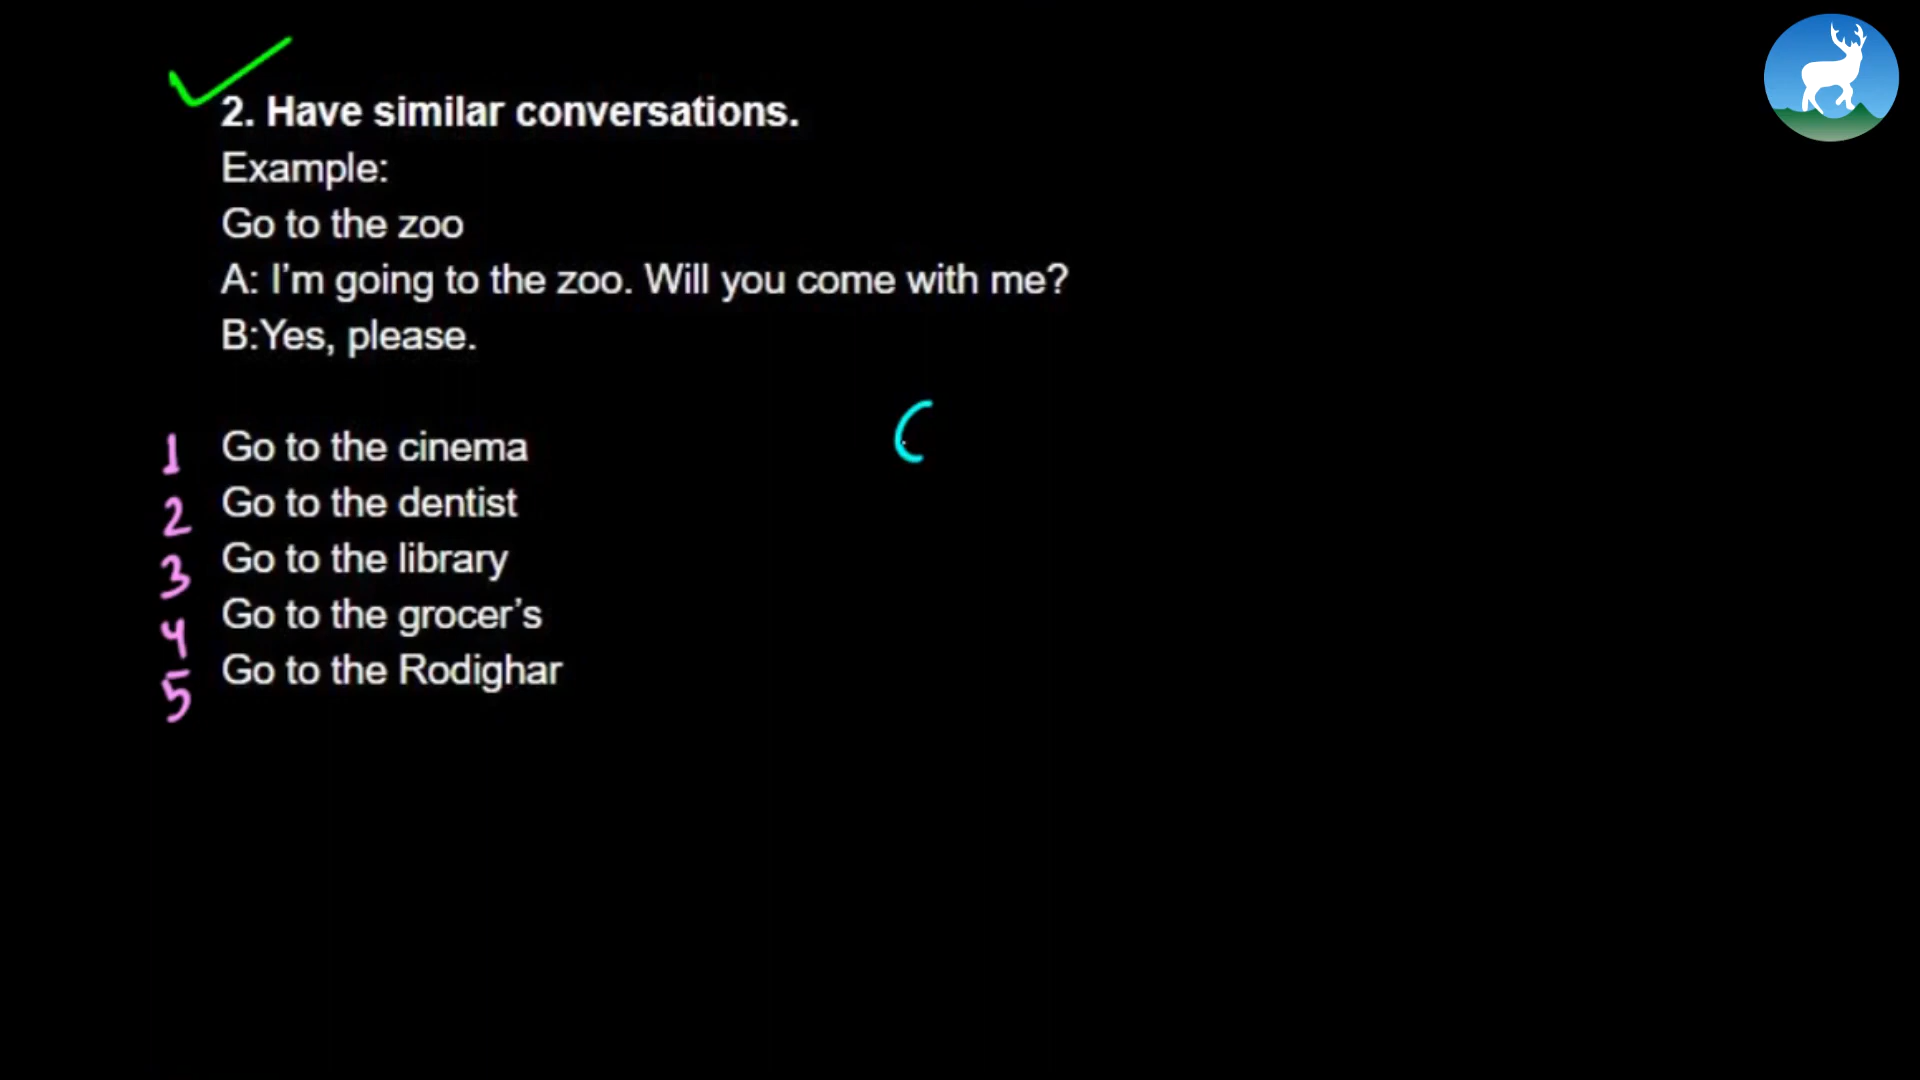 2. Have similar conversations.
Example:
Go to the zoo
A: I'm going to the zoo. Will you come with me?
B:Yes, please.
1 Go to the cinema
2 Go to the dentist
3 Go to the library
4 Go to the grocer's
5 Go to the Rodighar